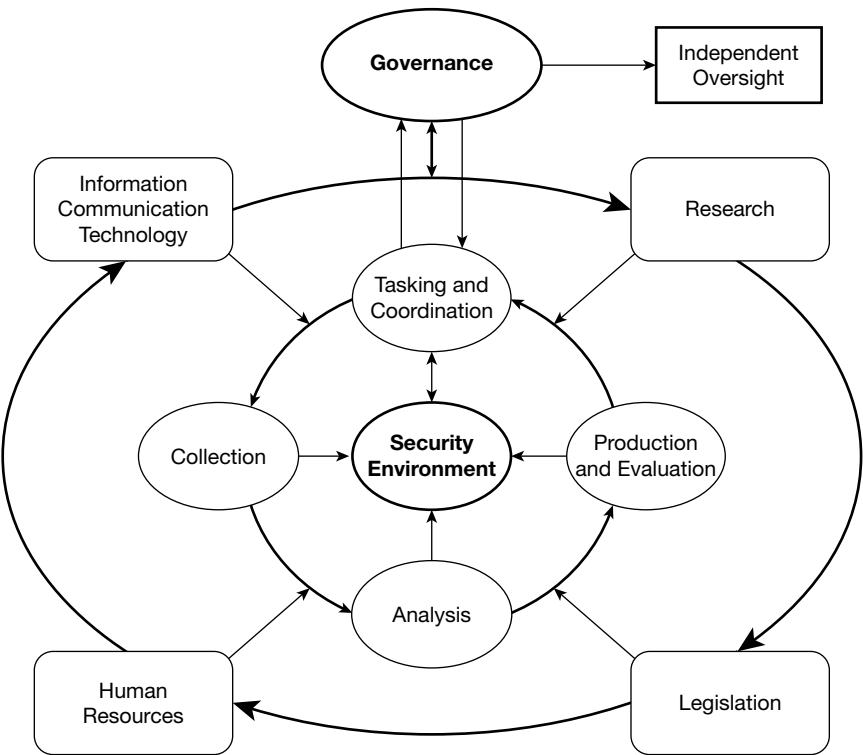 Governance
Independent
Oversight
Information
Communication
Technology
Research
Tasking and
Coordination
Collection
Security
Environment
Production
and Evaluation
Analysis
Human
Resources
Legislation